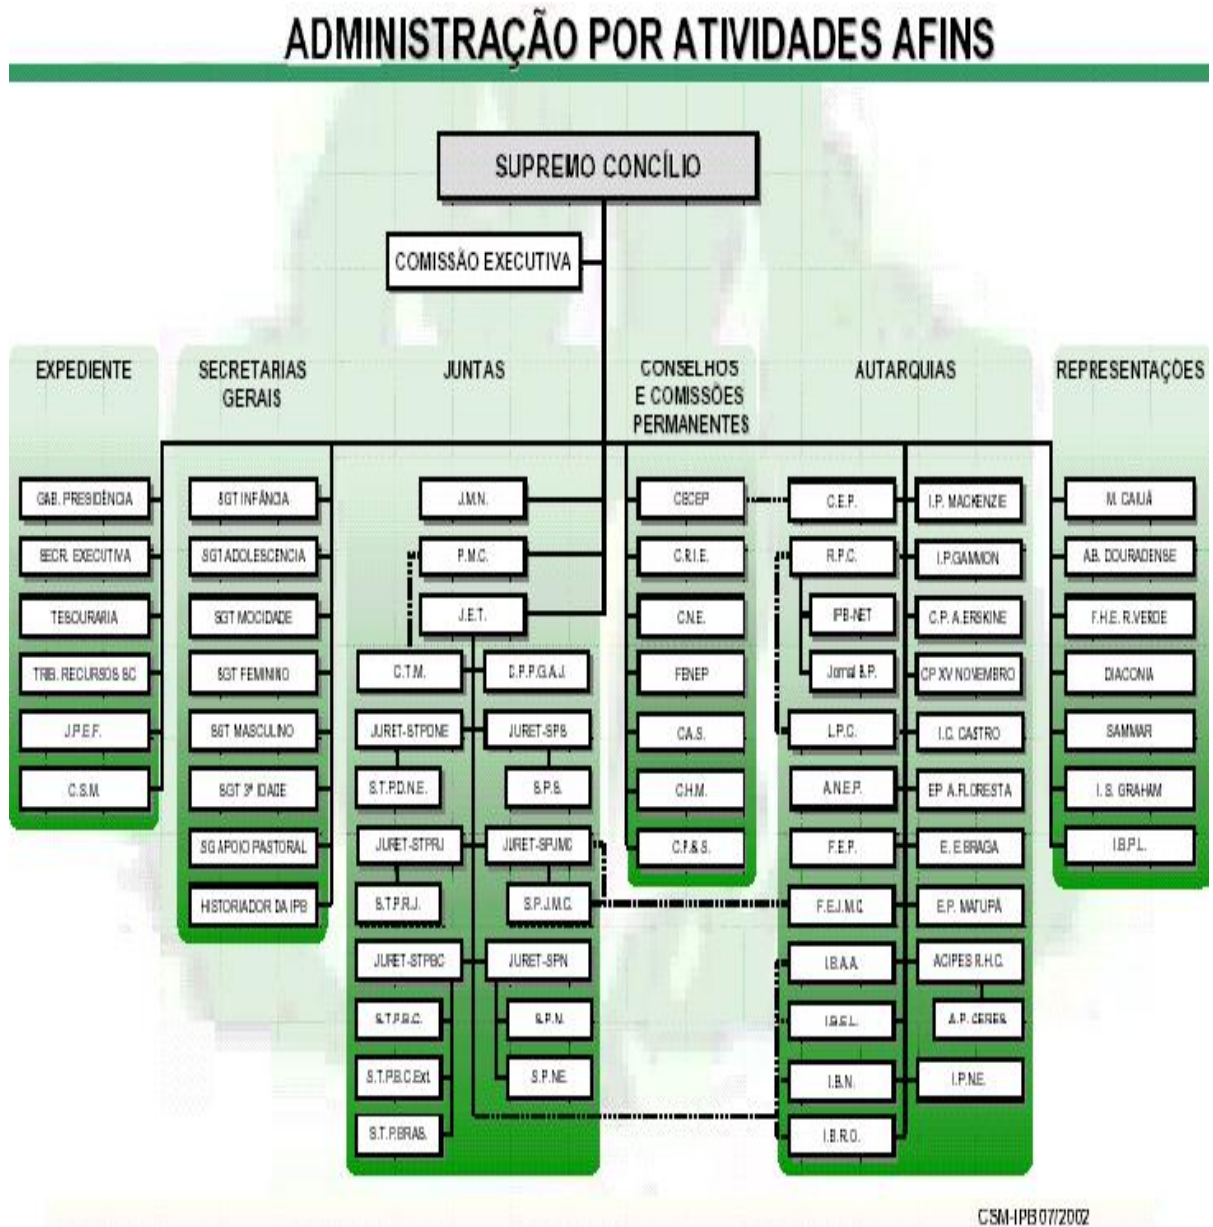 ADMINISTRAÇÃO POR ATIVIDADES AFINS
SUPREMO CONCÍLIO
COMISSÃO EXECUTIVA
EXPEDIENTE
GAB. PRESIDÊNCIA
SECR. EXECUTIVA
TESOURARIA
TRIB. RECURSOS SC
J.P.E.F.
C.S.M.
SECRETARIAS
GERAIS
SGT INFÂNCIA
SGT ADOLESCÊNCIA
SGT MOCIDADE
SGT FEMININO
SGT MASCULINO
SGT 3ª IDADE
SG APOIO PASTORAL
HISTORIADOR DA IPB
JUNTAS
J.M.N.
P.M.C.
J.E.T.
C.T.M.
C.P.P.G.A.J.
JURET-STPDNE
JURET-SPS
S.T.P.D.N.E.
S.P.S.
JURET-STPRJ
JURET-SPJMC
S.T.P.R.J.
S.P.J.M.C.
JURET-STPBC
JURET-SPN
S.T.P.B.C.
S.P.N.
S.T.P.B.C.Ext.
S.P.NE.
S.T.P.BRAS.
CONSELHOS
E COMISSÕES
PERMANENTES
CECEP
C.R.I.E.
C.N.E.
FENEP
C.A.S.
C.H.M.
C.P.& S.
AUTARQUIAS
C.E.P.
I.P. MACKENZIE
R.P.C.
I.P.GAMMON
IPB-NET
C.P. A.ERSKINE
Jornal B.P.
CP XV NOVEMBRO
L.P.C.
I.C. CASTRO
A.N.E.P.
EP A.FLORESTA
F.E.P.
E. E.BRAGA
F.E.J.M.C
E.P. MATUPÁ
I.B.A.A.
ACIPES R.H.C.
I.G.E.L.
A.P. CERES
I.B.N.
I.P.N.E.
I.B.R.O.
REPRESENTAÇÕES
M. CAIUÁ
A.B. DOURADENSE
F.H.E. R.VERDE
DIACONIA
SAMMAR
I. S. GRAHAM
I.B.P.L.
CSM-IPB 07/2002